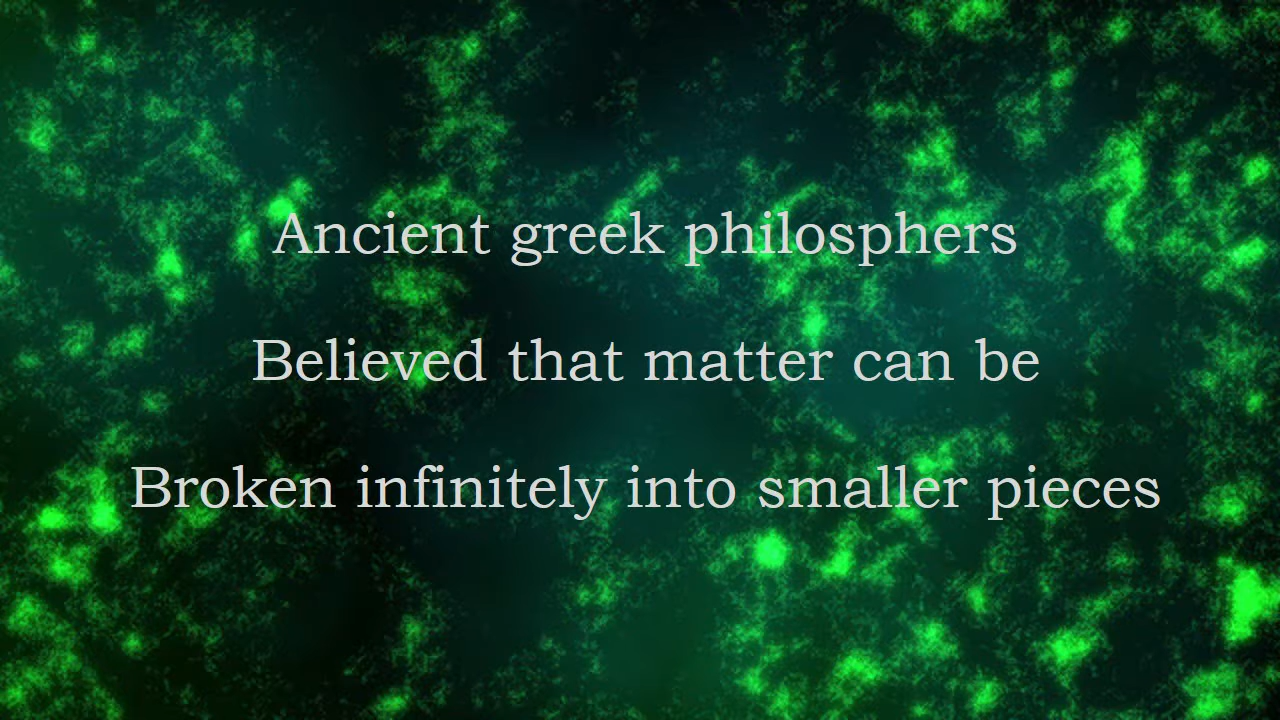 Ancient greek philosphers
Believed that matter can be
Broken infinitely into smaller pieces